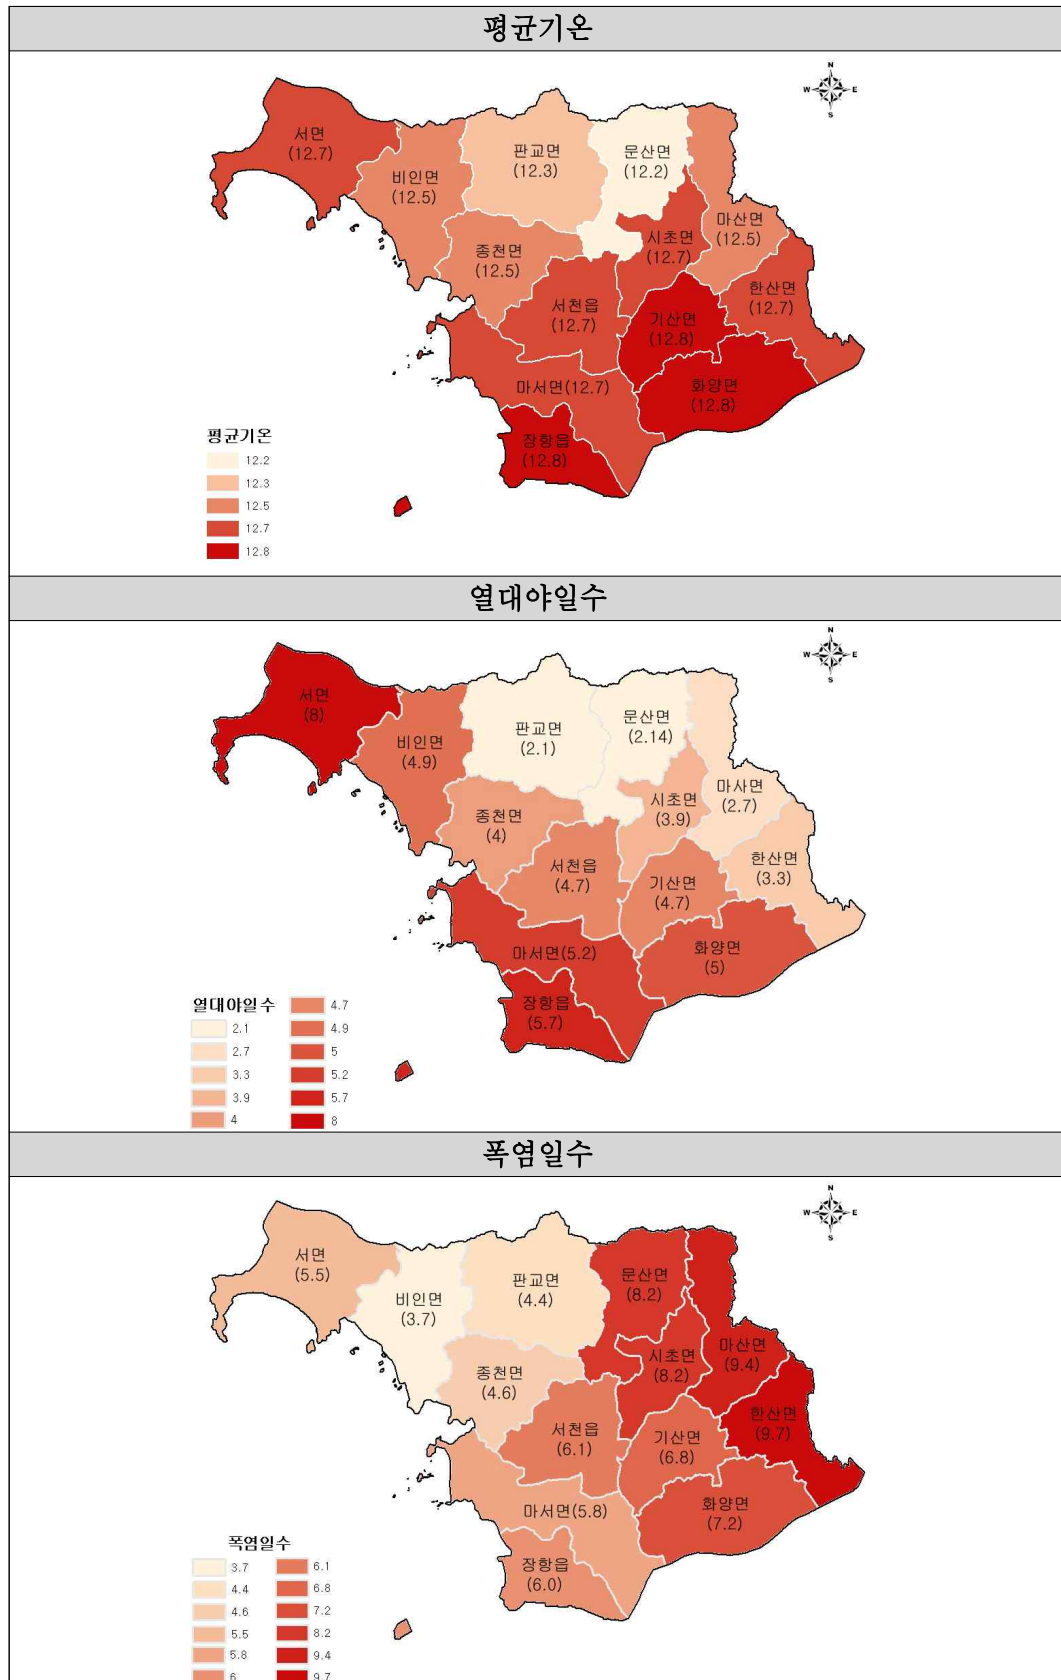 평균기온
N
W E
S
서면
(12.7)
비인면
(12.5)
판교면
(12.3)
문산면
(12.2)
마산면
(12.5)
종천면
(12.5)
시초면
(12.7)
한산면
(12.7)
서천읍
(12.7)
기산면
(12.8)
마서면(12.7)
화양면
(12.8)
장항읍
(12.8)
평균기온
12.2
12.3
12.5
12.7
12.8
열대야일수
N
W E
S
서면
(8)
비인면
(4.9)
판교면
(2.1)
문산면
(2.14)
마사면
(2.7)
종천면
(4)
시초면
(3.9)
한산면
(3.3)
서천읍
(4.7)
기산면
(4.7)
마서면(5.2)
화양면
(5)
장항읍
(5.7)
열대야일수
2.1
2.7
3.3
3.9
4
4.7
4.9
5
5.2
5.7
8
폭염일수
N
W E
S
서면
(5.5)
비인면
(3.7)
판교면
(4.4)
문산면
(8.2)
마산면
(9.4)
종천면
(4.6)
시초면
(8.2)
한산면
(9.7)
서천읍
(6.1)
기산면
(6.8)
마서면(5.8)
화양면
(7.2)
장항읍
(6.0)
폭염일수
3.7
4.4
4.6
5.5
5.8
6
6.1
6.8
7.2
8.2
9.4
9.7